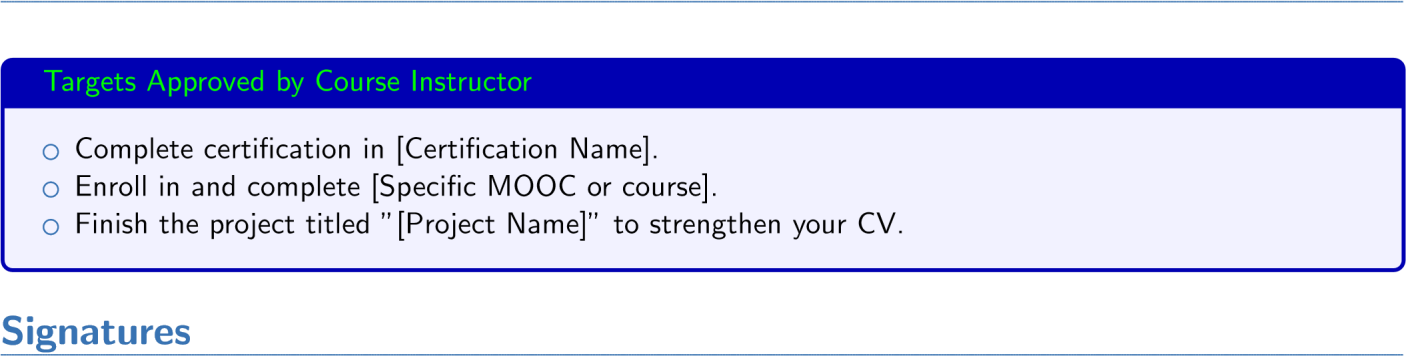 Targets Approved by Course Instructor
○ Complete certification in [Certification Name].
○ Enroll in and complete [Specific MOOC or course].
○ Finish the project titled ”[Project Name]” to strengthen your CV.
Signatures